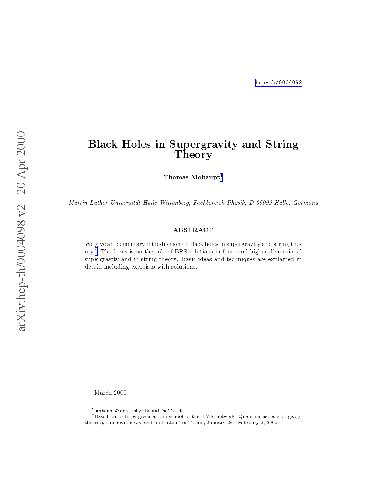 hep-th/0004098
Black Holes in Supergravity and String
Theory
Thomas Mohaupt
Martin-Luther-Universität Halle-Wittenberg, Fachbereich Physik, D-06099 Halle, Germany
ABSTRACT
We give an elementary introduction to black holes in supergravity and string
theory. The focus is on the role of BPS solutions in four- and higher-dimensional
supergravity and in string theory. Basic ideas and techniques are explained in
detail, including exercises with solutions.
March 2000
arXiv:hep-th/0004098 v2 20 Apr 2000